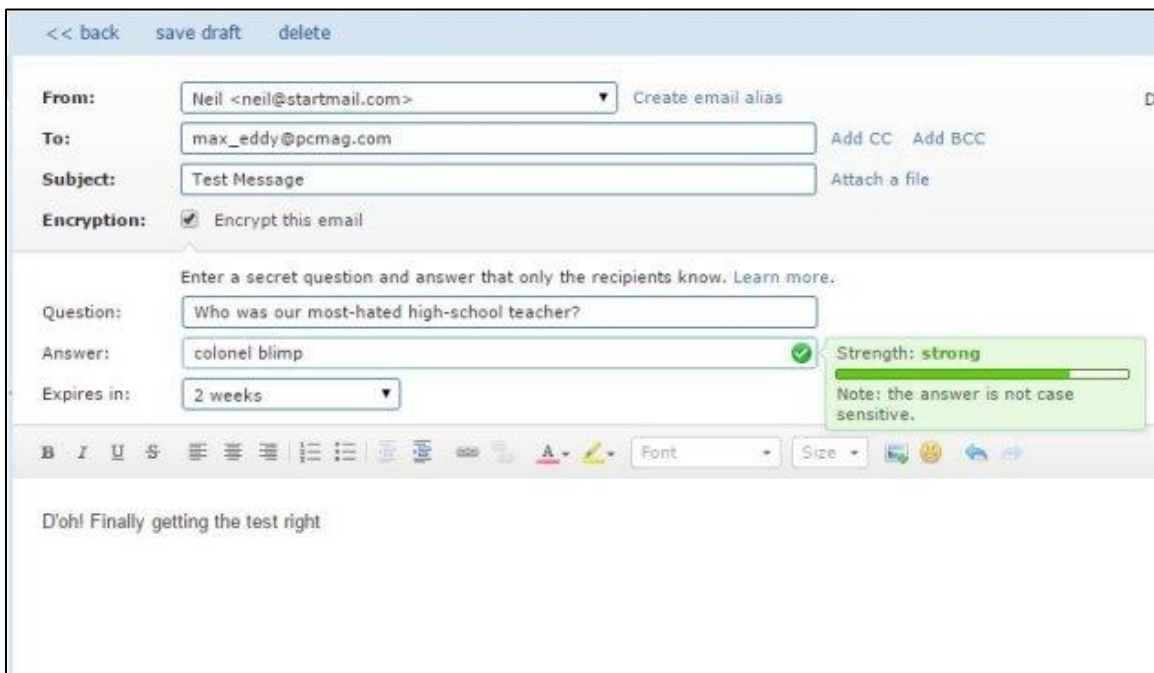 << back save draft delete
From: Neil <neil@startmail.com> Create email alias D
To: max_eddy@pcmag.com Add CC Add BCC
Subject: Test Message Attach a file
Encryption: Encrypt this email
Enter a secret question and answer that only the recipients know. Learn more.
Question: Who was our most-hated high-school teacher?
Answer: colonel blimp Strength: strong
Expires in: 2 weeks Note: the answer is not case
sensitive.
B I U S A Font Size
D'oh! Finally getting the test right